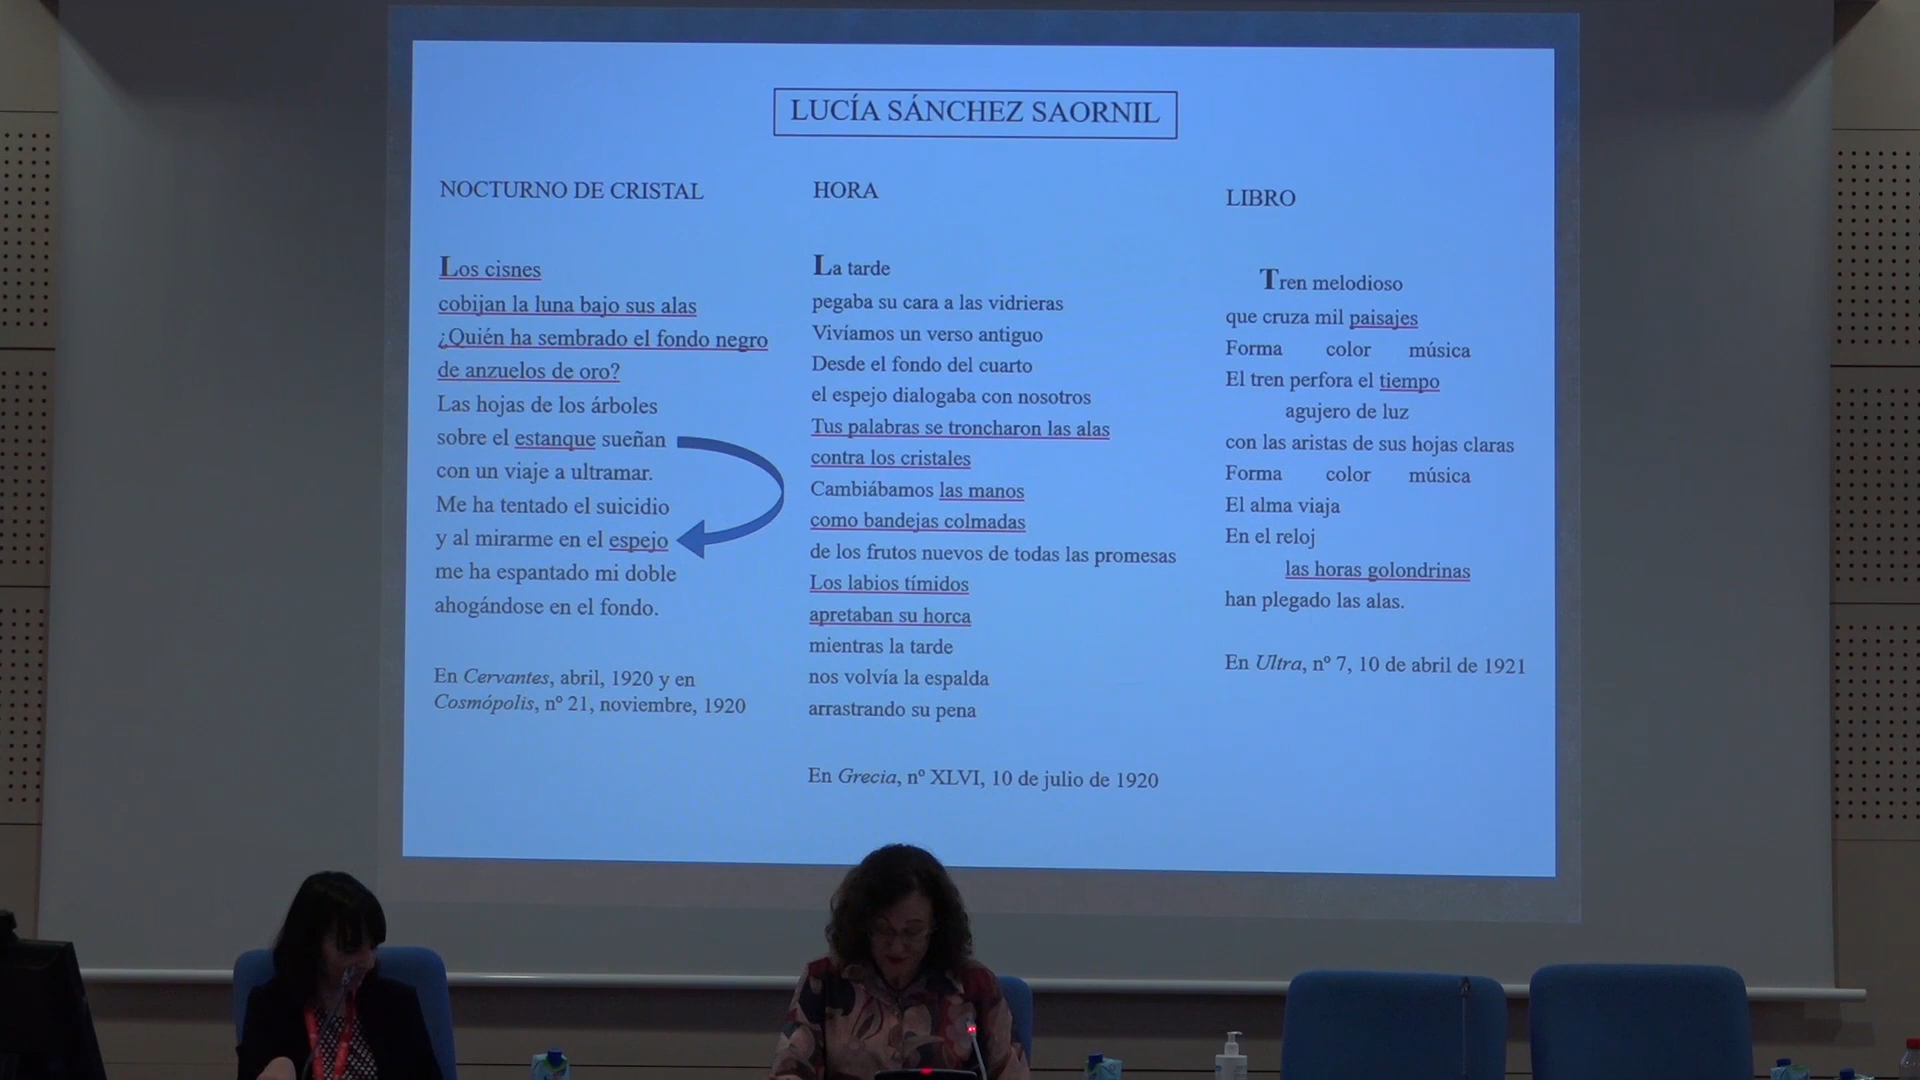 LUCÍA SÁNCHEZ SAORNIL
NOCTURNO DE CRISTAL
Los cisnes
cobijan la luna bajo sus alas
¿Quién ha sembrado el fondo negro
de anzuelos de oro?
Las hojas de los árboles
sobre el estanque sueñan
con un viaje a ultramar.
Me ha tentado el suicidio
y al mirarme en el espejo
me ha espantado mi doble
ahogándose en el fondo.
En Cervantes, abril, 1920 y en
Cosmópolis, nº 21, noviembre, 1920
HORA
La tarde
pegaba su cara a las vidrieras
Vivíamos un verso antiguo
Desde el fondo del cuarto
el espejo dialogaba con nosotros
Tus palabras se troncharon las alas
contra los cristales
Cambiábamos las manos
como bandejas colmadas
de los frutos nuevos de todas las promesas
Los labios tímidos
apretaban su horca
mientras la tarde
nos volvía la espalda
arrastrando su pena
En Grecia, nº XLVI, 10 de julio de 1920
LIBRO
Tren melodioso
que cruza mil paisajes
Forma color música
El tren perfora el tiempo
agujero de luz
con las aristas de sus hojas claras
Forma color música
El alma viaja
En el reloj
las horas golondrinas
han plegado las alas.
En Ultra, nº 7, 10 de abril de 1921